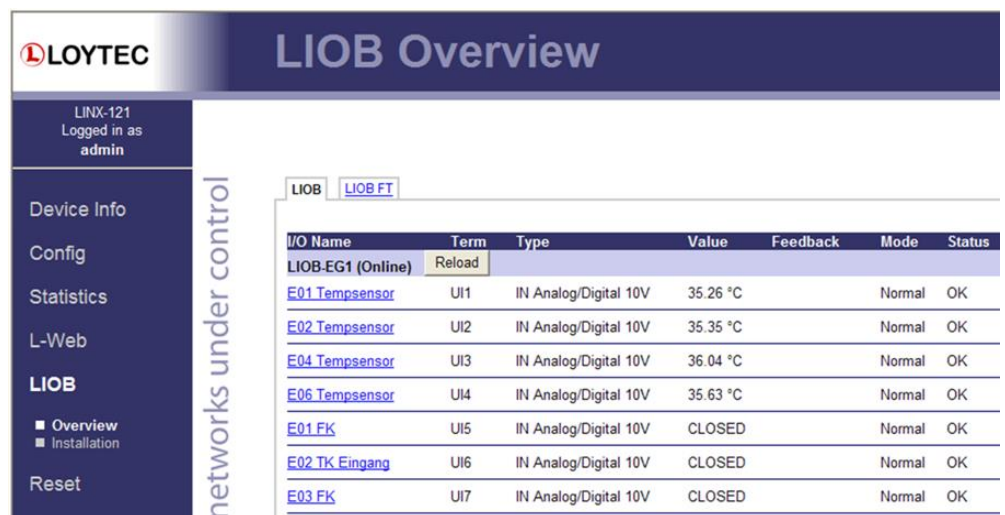 LOYTEC
LIOB Overview
LINX-121
Logged in as
admin
Device Info
Config
Statistics
L-Web
LIOB
Overview
Installation
Reset
networks under control
LIOB LIOB FT
I/O Name Term Type Value Feedback Mode Status
LIOB-EG1 (Online) Reload
E01 Tempsensor UI1 IN Analog/Digital 10V 35.26 °C Normal OK
E02 Tempsensor UI2 IN Analog/Digital 10V 35.35 °C Normal OK
E04 Tempsensor UI3 IN Analog/Digital 10V 36.04 °C Normal OK
E06 Tempsensor UI4 IN Analog/Digital 10V 35.63 °C Normal OK
E01 FK UI5 IN Analog/Digital 10V CLOSED Normal OK
E02 TK Eingang UI6 IN Analog/Digital 10V CLOSED Normal OK
E03 FK UI7 IN Analog/Digital 10V CLOSED Normal OK